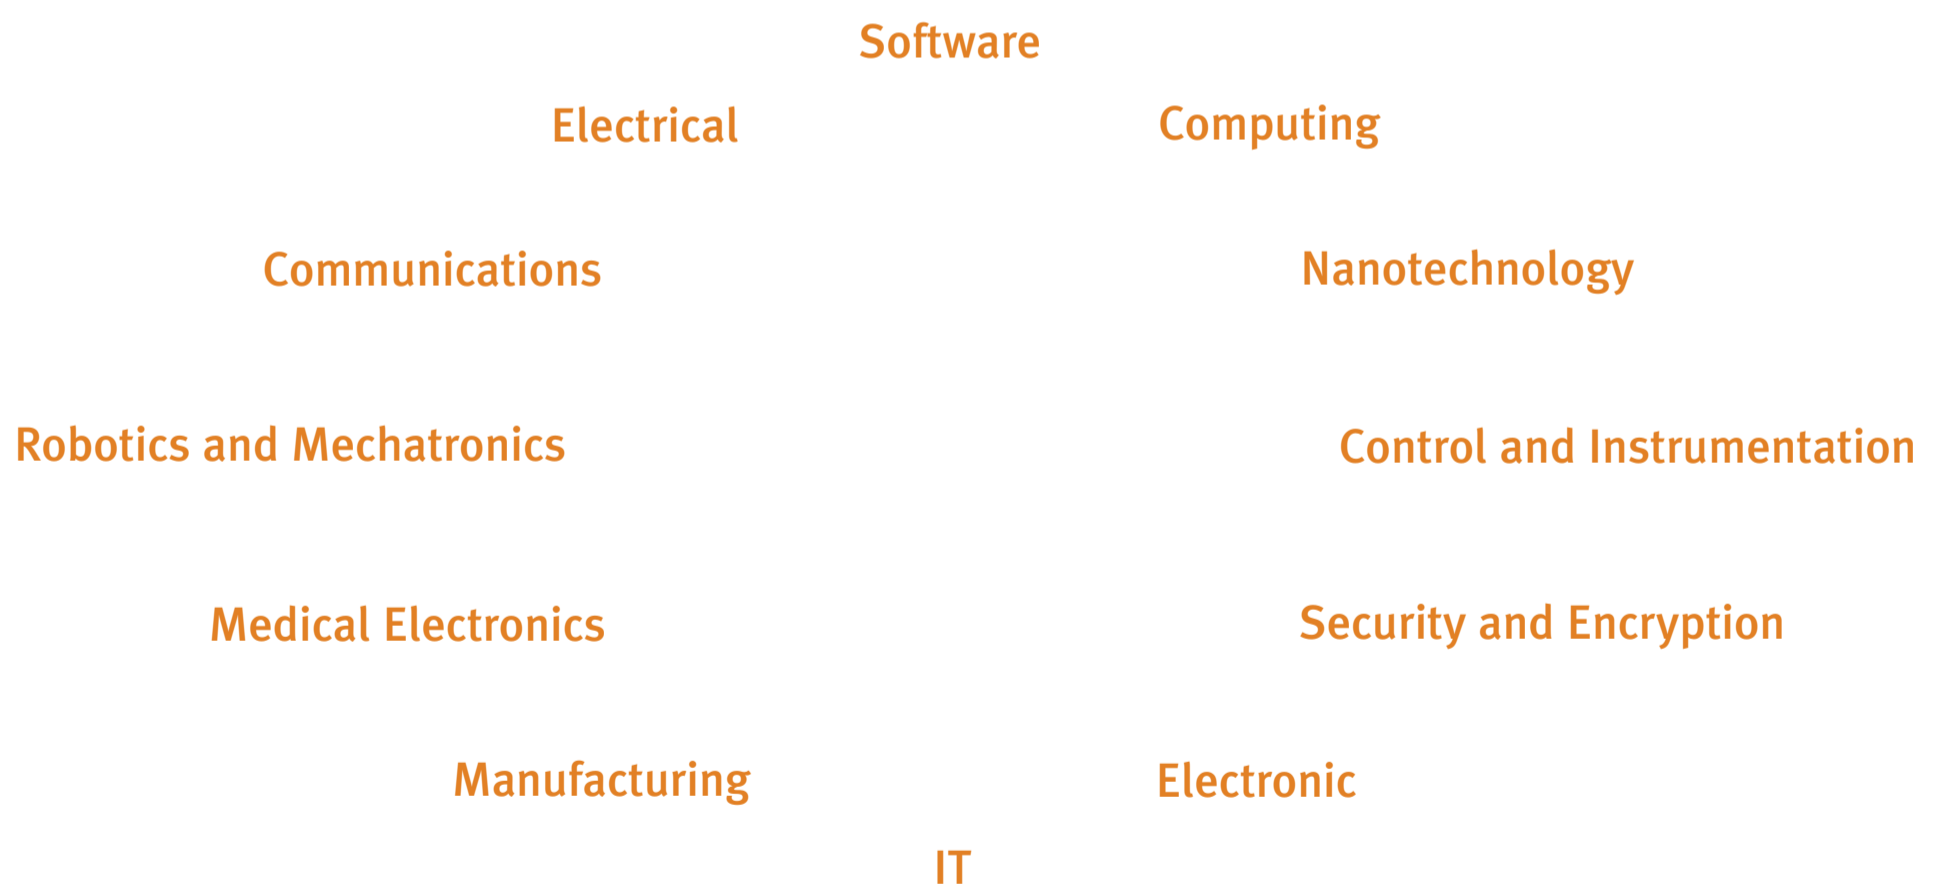 Software
Electrical
Computing
Communications
Nanotechnology
Robotics and Mechatronics
Control and Instrumentation
Medical Electronics
Security and Encryption
Manufacturing
Electronic
IT